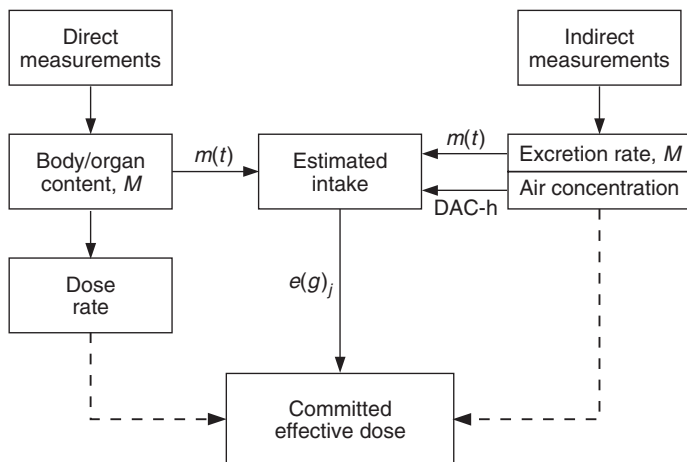 Direct
measurements
Indirect
measurements
Body/organ
content, M
m(t)
Estimated
intake
m(t)
Excretion rate, M
Air concentration
DAC-h
Dose
rate
e(g)j
Committed
effective dose